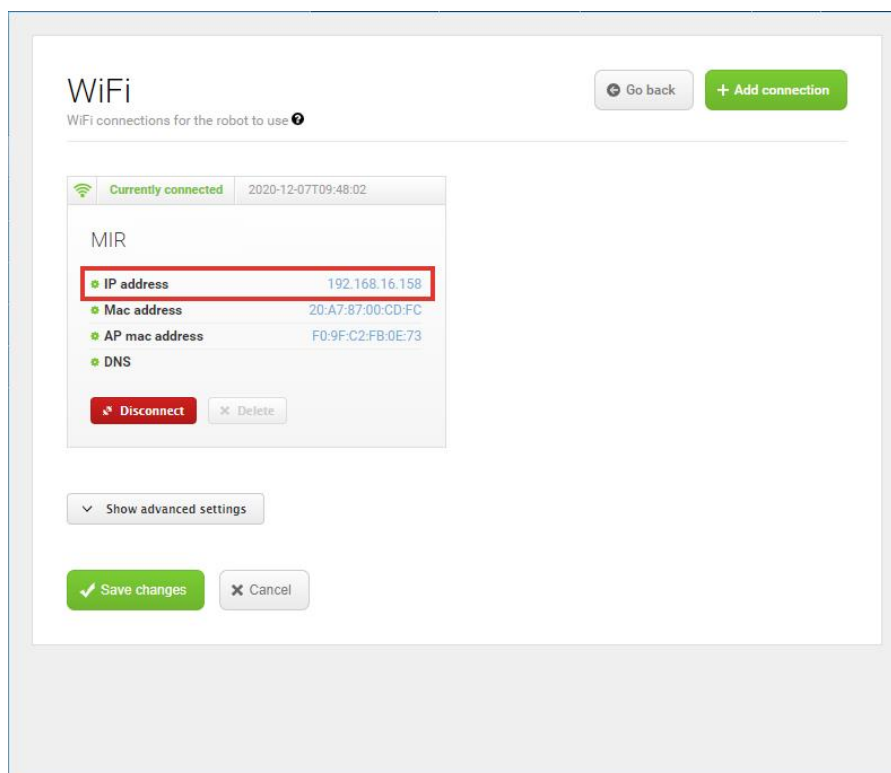 WiFi
Go back
Add connection
WiFi connections for the robot to use ?
Currently connected 2020-12-07T09:48:02
MIR
IP address 192.168.16.158
Mac address 20:A7:87:00:CD:FC
AP mac address F0:9F:C2:FB:0E:73
DNS
Disconnect Delete
Show advanced settings
Save changes Cancel